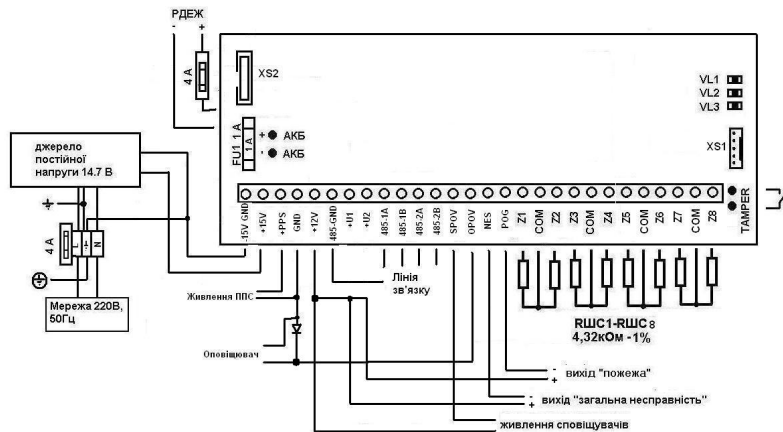 РДЕЖ
- +
4 А
XS2
VL1
VL2
VL3
XS1
FU1 1 А
1 А
+ АКБ
- АКБ
TAMPER
джерело
постійної
напруги 14.7 В
4 А
L N
Мережа 220В,
50Гц
-15V GND
+15V
+PPS
GND
+12V
485-GND
+U1
+U2
485-1A
485-1B
485-2A
485-2B
SPOV
OPOV
NES
POG
Z1
COM
Z2
Z3
COM
Z4
Z5
COM
Z6
Z7
COM
Z8
Живлення ППС
Лінія
зв'язку
Оповіщювач
RШС1-RШС8
4,32кОм -1%
- вихід "пожежа"
+
- вихід "загальна несправність"
+
живлення сповіщувачів